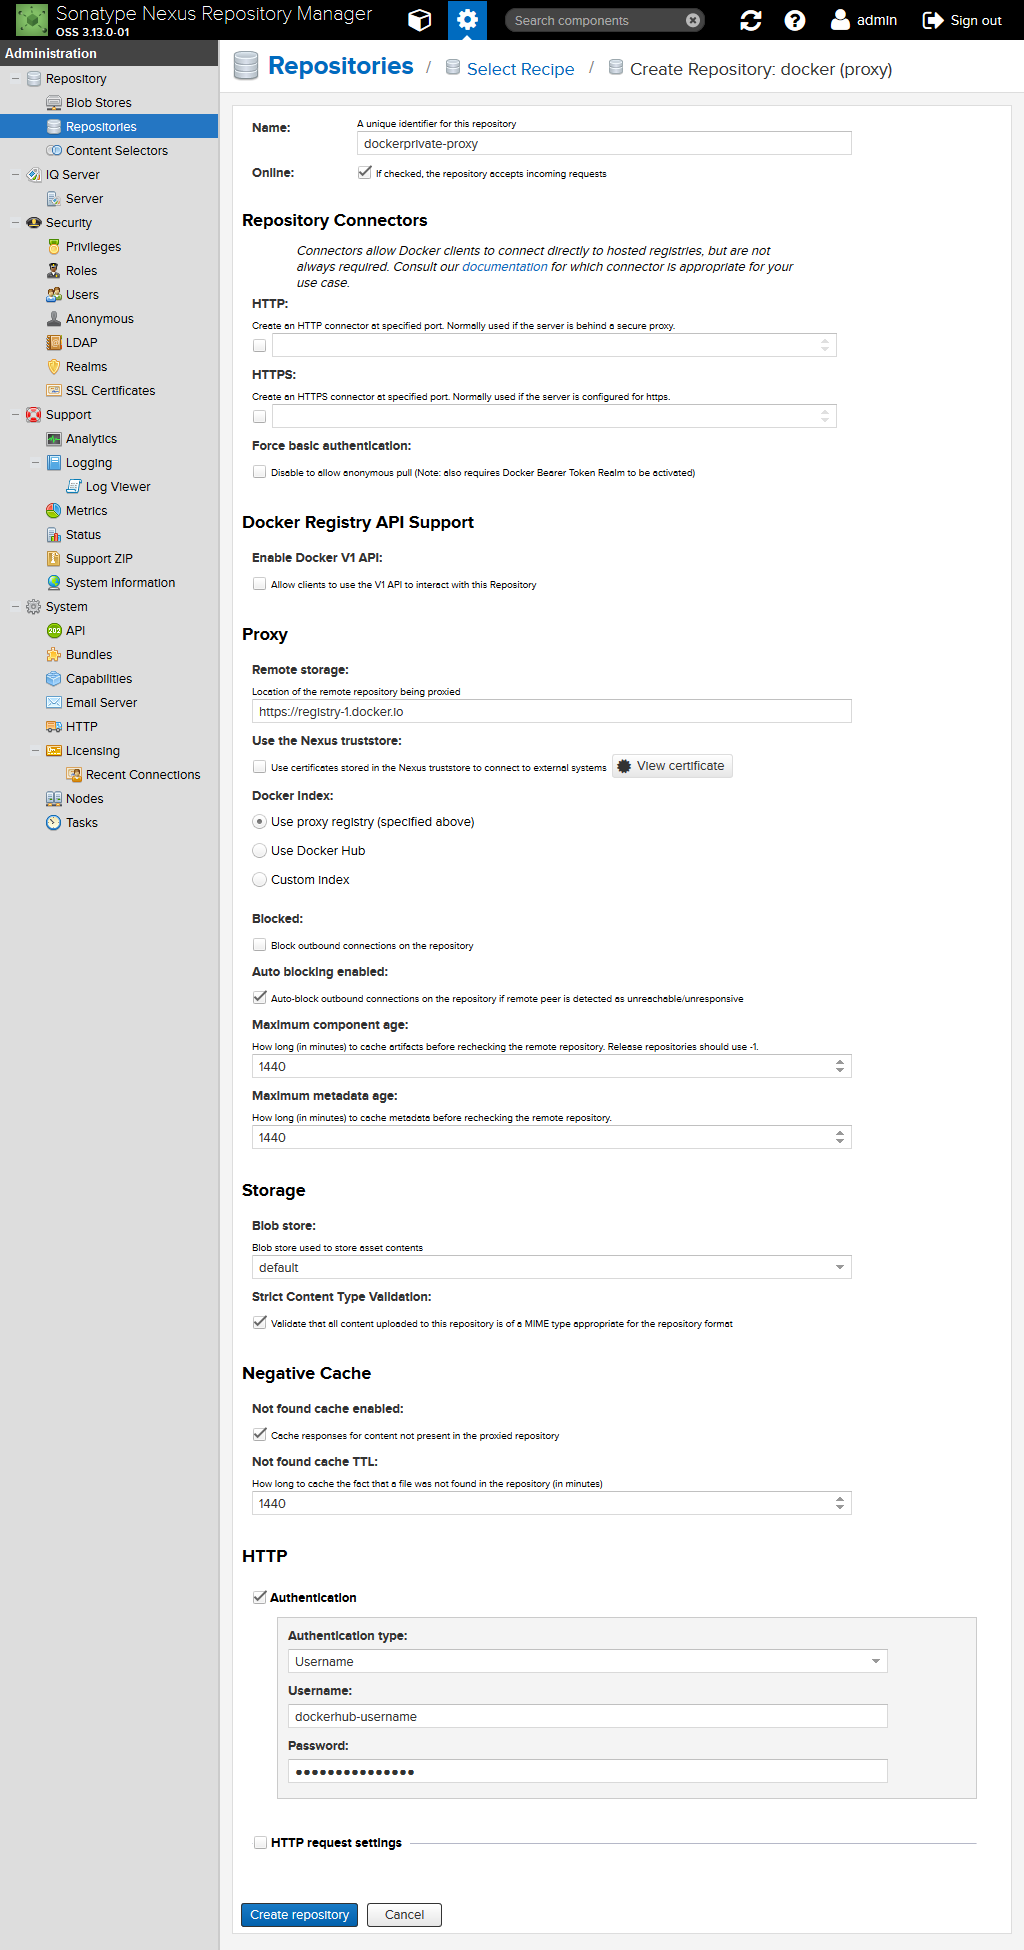 Sonatype Nexus Repository Manager
OSS 3.13.0-01
Search components
admin
Sign out
Administration
Repository
Blob Stores
Repositories
Content Selectors
IQ Server
Server
Security
Privileges
Roles
Users
Anonymous
LDAP
Realms
SSL Certificates
Support
Analytics
Logging
Log Viewer
Metrics
Status
Support ZIP
System Information
System
API
Bundles
Capabilities
Email Server
HTTP
Licensing
Recent Connections
Nodes
Tasks
Repositories / Select Recipe / Create Repository: docker (proxy)
Name:
A unique identifier for this repository
dockerprivate-proxy
Online:
If checked, the repository accepts incoming requests
Repository Connectors
Connectors allow Docker clients to connect directly to hosted registries, but are not
always required. Consult our documentation for which connector is appropriate for your
use case.
HTTP:
Create an HTTP connector at specified port. Normally used if the server is behind a secure proxy.
HTTPS:
Create an HTTPS connector at specified port. Normally used if the server is configured for https.
Force basic authentication:
Disable to allow anonymous pull (Note: also requires Docker Bearer Token Realm to be activated)
Docker Registry API Support
Enable Docker V1 API:
Allow clients to use the V1 API to interact with this Repository
Proxy
Remote storage:
Location of the remote repository being proxied
https://registry-1.docker.io
Use the Nexus truststore:
Use certificates stored in the Nexus truststore to connect to external systems
View certificate
Docker Index:
Use proxy registry (specified above)
Use Docker Hub
Custom index
Blocked:
Block outbound connections on the repository
Auto blocking enabled:
Auto-block outbound connections on the repository if remote peer is detected as unreachable/unresponsive
Maximum component age:
How long (in minutes) to cache artifacts before rechecking the remote repository. Release repositories should use -1.
1440
Maximum metadata age:
How long (in minutes) to cache metadata before rechecking the remote repository.
1440
Storage
Blob store:
Blob store used to store asset contents
default
Strict Content Type Validation:
Validate that all content uploaded to this repository is of a MIME type appropriate for the repository format
Negative Cache
Not found cache enabled:
Cache responses for content not present in the proxied repository
Not found cache TTL:
How long to cache the fact that a file was not found in the repository (in minutes)
1440
HTTP
Authentication
Authentication type:
Username
Username:
dockerhub-username
Password:
•••••••••••••••
HTTP request settings
Create repository
Cancel